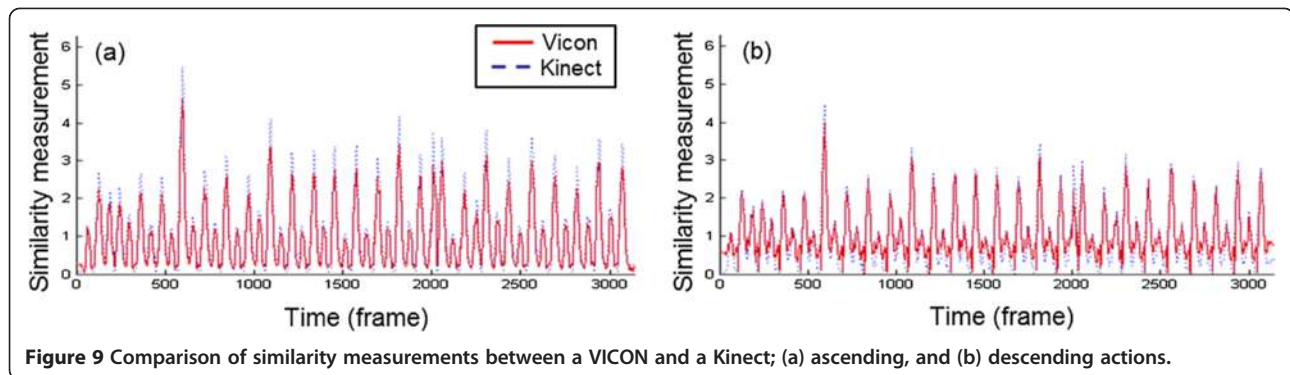 (a)
Similarity measurement
6
5
4
3
2
1
0
0 500 1000 1500 2000 2500 3000
Time (frame)
Vicon
Kinect
(b)
Similarity measurement
6
5
4
3
2
1
0
0 500 1000 1500 2000 2500 3000
Time (frame)
Figure 9 Comparison of similarity measurements between a VICON and a Kinect; (a) ascending, and (b) descending actions.